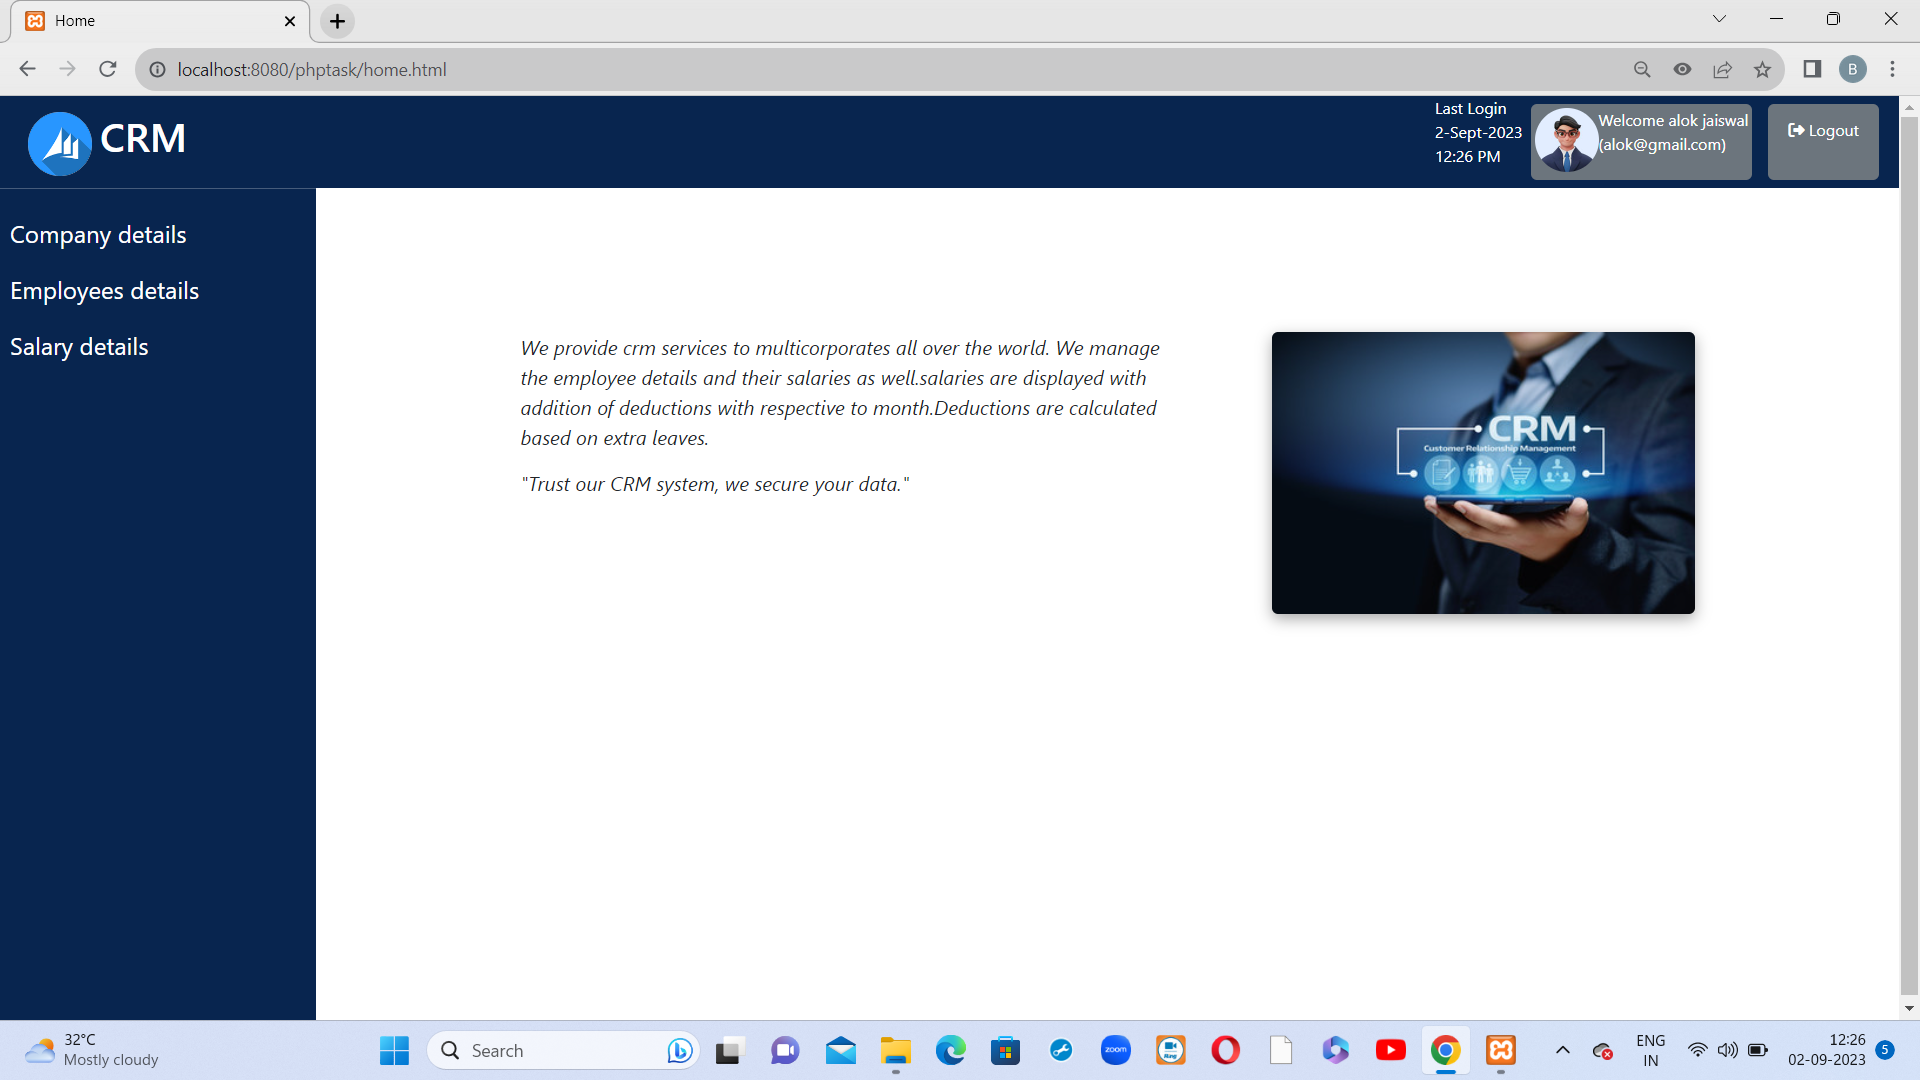 Home
localhost:8080/phptask/home.html
B
CRM
Last Login
2-Sept-2023
12:26 PM
Welcome alok jaiswal
(alok@gmail.com)
Logout
Company details
Employees details
Salary details
We provide crm services to multicorporates all over the world. We manage
the employee details and their salaries as well.salaries are displayed with
addition of deductions with respective to month.Deductions are calculated
based on extra leaves.
"Trust our CRM system, we secure your data."
CRM
Customer Relationship Management
32°C
Mostly cloudy
Search
zoom
ENG
IN
12:26
02-09-2023
5